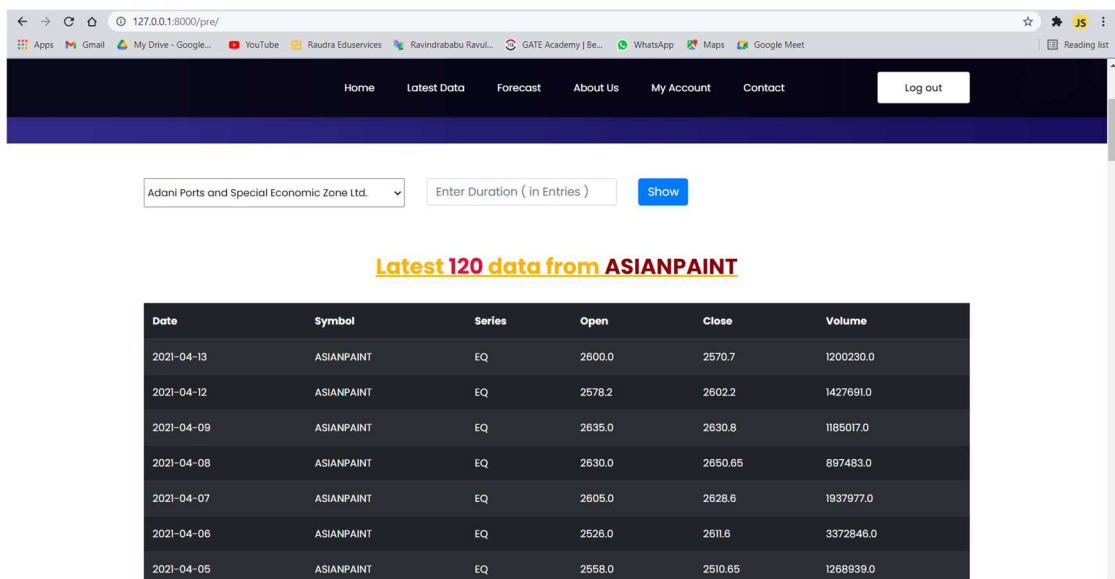 127.0.0.1:8000/pre/
JS
Apps Gmail My Drive - Google... YouTube Raudra Eduservices Ravindrababu Ravul... GATE Academy | Be... WhatsApp Maps Google Meet Reading list
Home Latest Data Forecast About Us My Account Contact Log out
Adani Ports and Special Economic Zone Ltd. Enter Duration ( in Entries ) Show
Latest 120 data from ASIANPAINT
Date Symbol Series Open Close Volume
2021-04-13 ASIANPAINT EQ 2600.0 2570.7 1200230.0
2021-04-12 ASIANPAINT EQ 2578.2 2602.2 1427691.0
2021-04-09 ASIANPAINT EQ 2635.0 2630.8 1185017.0
2021-04-08 ASIANPAINT EQ 2630.0 2650.65 897483.0
2021-04-07 ASIANPAINT EQ 2605.0 2628.6 1937977.0
2021-04-06 ASIANPAINT EQ 2526.0 2611.6 3372846.0
2021-04-05 ASIANPAINT EQ 2558.0 2510.65 1268939.0